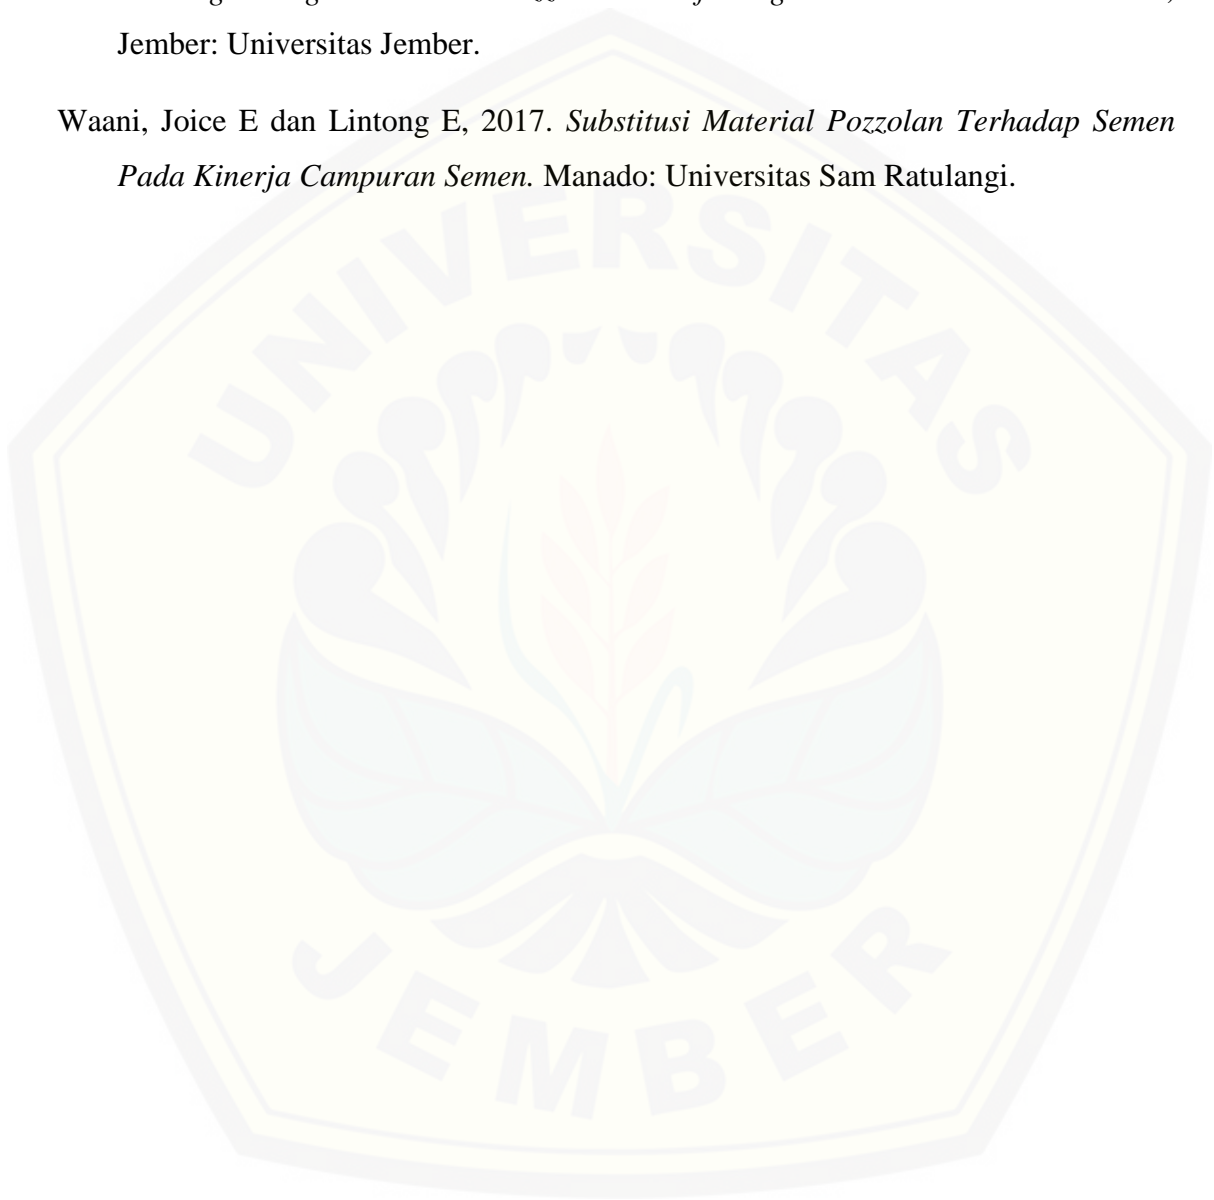 Jember: Universitas Jember.
Waani, Joice E dan Lintong E, 2017. Substitusi Material Pozzolan Terhadap Semen
Pada Kinerja Campuran Semen. Manado: Universitas Sam Ratulangi.
UNIVERSITAS
JEMBER